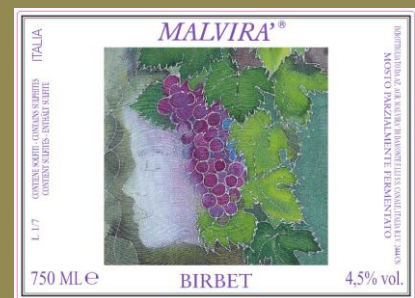 MALVIRA'®
ITALIA
CONTIENE SOLFITI - CONTAINS SULPHITES
CONTIENT SULFITES - ENTHÄLT SULFITE
L 1/7
MOSTO PARZIALMENTE FERMENTATO
750 ML e
BIRBET
4,5% vol.